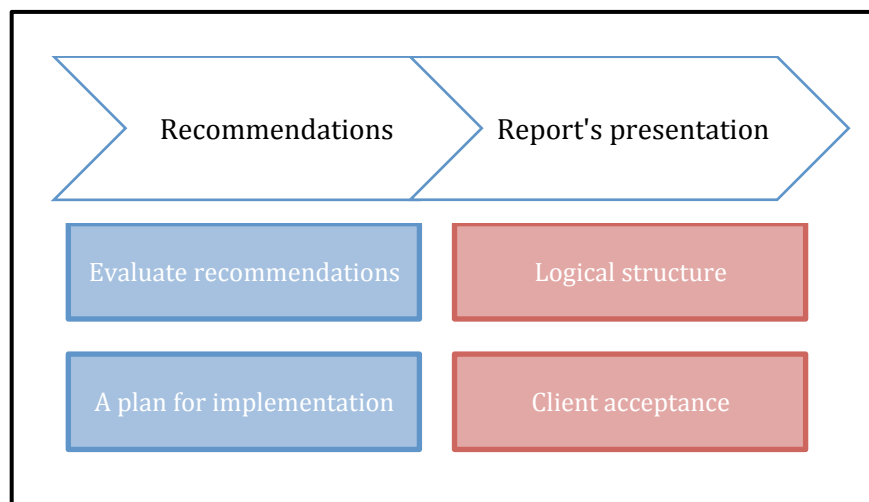 Recommendations
Report's presentation
Evaluate recommendations
Logical structure
A plan for implementation
Client acceptance